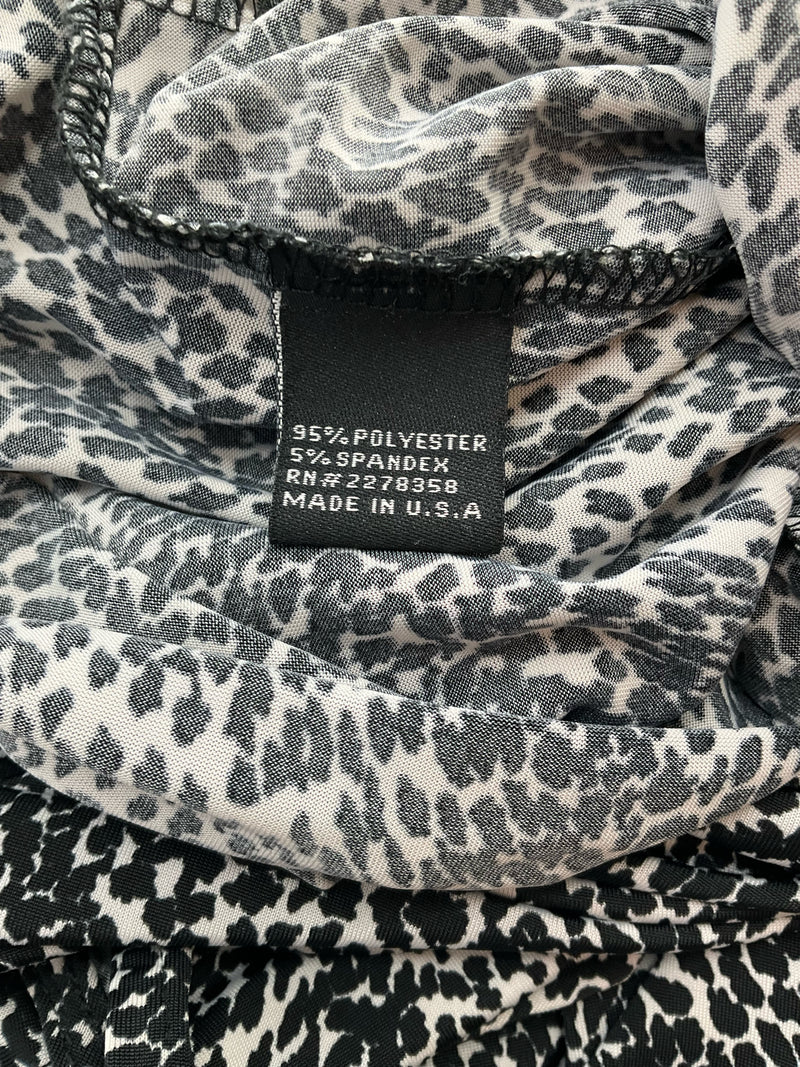 95% POLYESTER
5% SPANDEX
RN#2278358
MADE IN U.S.A